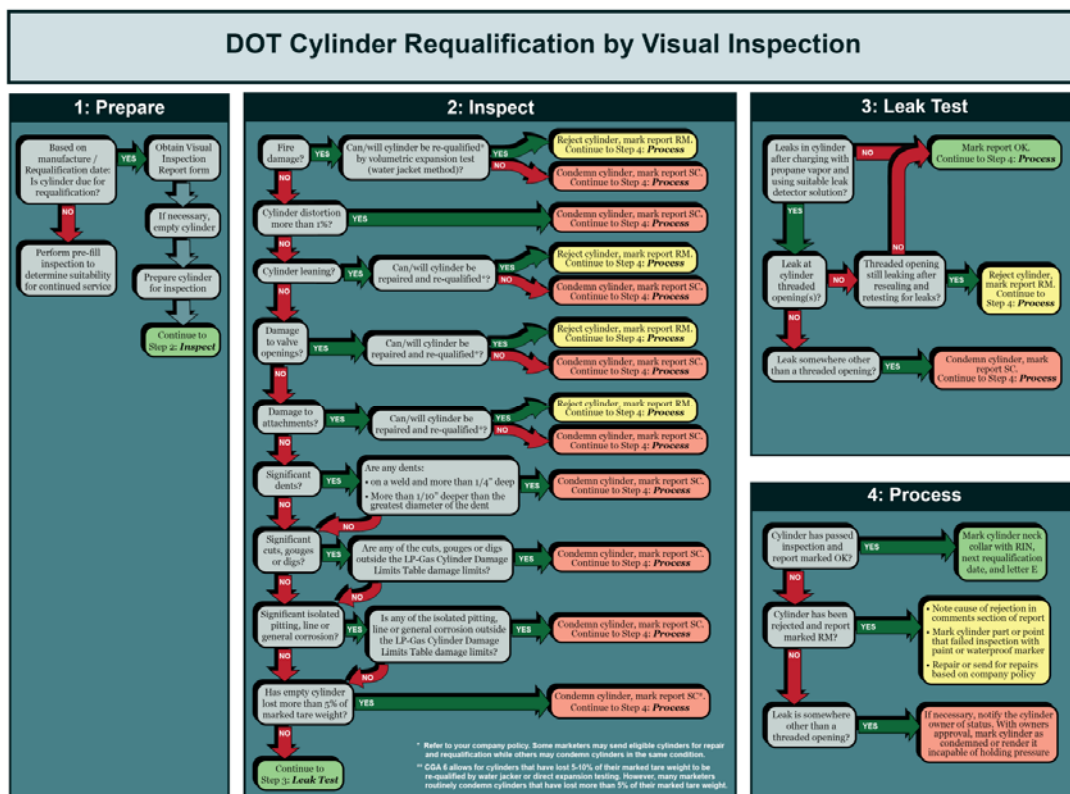 DOT Cylinder Requalification by Visual Inspection
1: Prepare
Based on
manufacture /
Requalification date:
Is cylinder due for
requalification?
YES
Obtain Visual
Inspection
Report form
NO
If necessary,
empty cylinder
Perform pre-fill
inspection to
determine suitability
for continued service
Prepare cylinder
for inspection
Continue to
Step 2: Inspect
2: Inspect
Fire
damage?
YES
Can/will cylinder be re-qualified*
by volumetric expansion test
(water jacket method)?
YES
Reject cylinder, mark report RM.
Continue to Step 4: Process
NO
Condemn cylinder, mark report SC.
Continue to Step 4: Process
NO
Cylinder distortion
more than 1%?
YES
Condemn cylinder, mark report SC.
Continue to Step 4: Process
NO
Cylinder leaning?
YES
Can/will cylinder be
repaired and re-qualified*?
YES
Reject cylinder, mark report RM.
Continue to Step 4: Process
NO
Condemn cylinder, mark report SC.
Continue to Step 4: Process
NO
Damage
to valve
openings?
YES
Can/will cylinder be
repaired and re-qualified*?
YES
Reject cylinder, mark report RM.
Continue to Step 4: Process
NO
Condemn cylinder, mark report SC.
Continue to Step 4: Process
NO
Damage to
attachments?
YES
Can/will cylinder be
repaired and re-qualified*?
YES
Reject cylinder, mark report RM.
Continue to Step 4: Process
NO
Condemn cylinder, mark report SC.
Continue to Step 4: Process
NO
Significant
dents?
YES
Are any dents:
• on a weld and more than 1/4" deep
• More than 1/10" deeper than the
greatest diameter of the dent
YES
Condemn cylinder, mark report SC.
Continue to Step 4: Process
NO
NO
Significant
cuts, gouges
or digs?
YES
Are any of the cuts, gouges or digs
outside the LP-Gas Cylinder Damage
Limits Table damage limits?
YES
Condemn cylinder, mark report SC.
Continue to Step 4: Process
NO
NO
Significant isolated
pitting, line or
general corrosion?
YES
Is any of the isolated pitting,
line or general corrosion outside
the LP-Gas Cylinder Damage
Limits Table damage limits?
YES
Condemn cylinder, mark report SC.
Continue to Step 4: Process
NO
NO
Has empty cylinder
lost more than 5% of
marked tare weight?
YES
Condemn cylinder, mark report SC*.
Continue to Step 4: Process
NO
Continue to
Step 3: Leak Test
* Refer to your company policy. Some marketers may send eligible cylinders for repair
and requalification while others may condemn cylinders in the same condition.
** CGA 6 allows for cylinders that have lost 5-10% of their marked tare weight to
be re-qualified by water jacker or direct expansion testing. However, many marketers
routinely condemn cylinders that have lost more than 5% of their marked tare weight.
3: Leak Test
Leaks in cylinder
after charging with
propane vapor and
using suitable leak
detector solution?
NO
Mark report OK.
Continue to Step 4: Process
YES
NO
Leak at
cylinder
threaded
opening(s)?
NO
Threaded opening
still leaking after
resealing and
retesting for leaks?
YES
Reject cylinder,
mark report RM.
Continue to
Step 4: Process
NO
Leak somewhere other
than a threaded opening?
YES
Condemn cylinder, mark
report SC.
Continue to Step 4: Process
4: Process
Cylinder has passed
inspection and
report marked OK?
YES
Mark cylinder neck
collar with RIN,
next requalification
date, and letter E
NO
Cylinder has been
rejected and report
marked RM?
YES
• Note cause of rejection in
comments section of report
• Mark cylinder part or point
that failed inspection with
paint or waterproof marker
• Repair or send for repairs
based on company policy
NO
Leak is somewhere
other than a
threaded opening?
YES
If necessary, notify the cylinder
owner of status. With owners
approval, mark cylinder as
condemned or render it
incapable of holding pressure